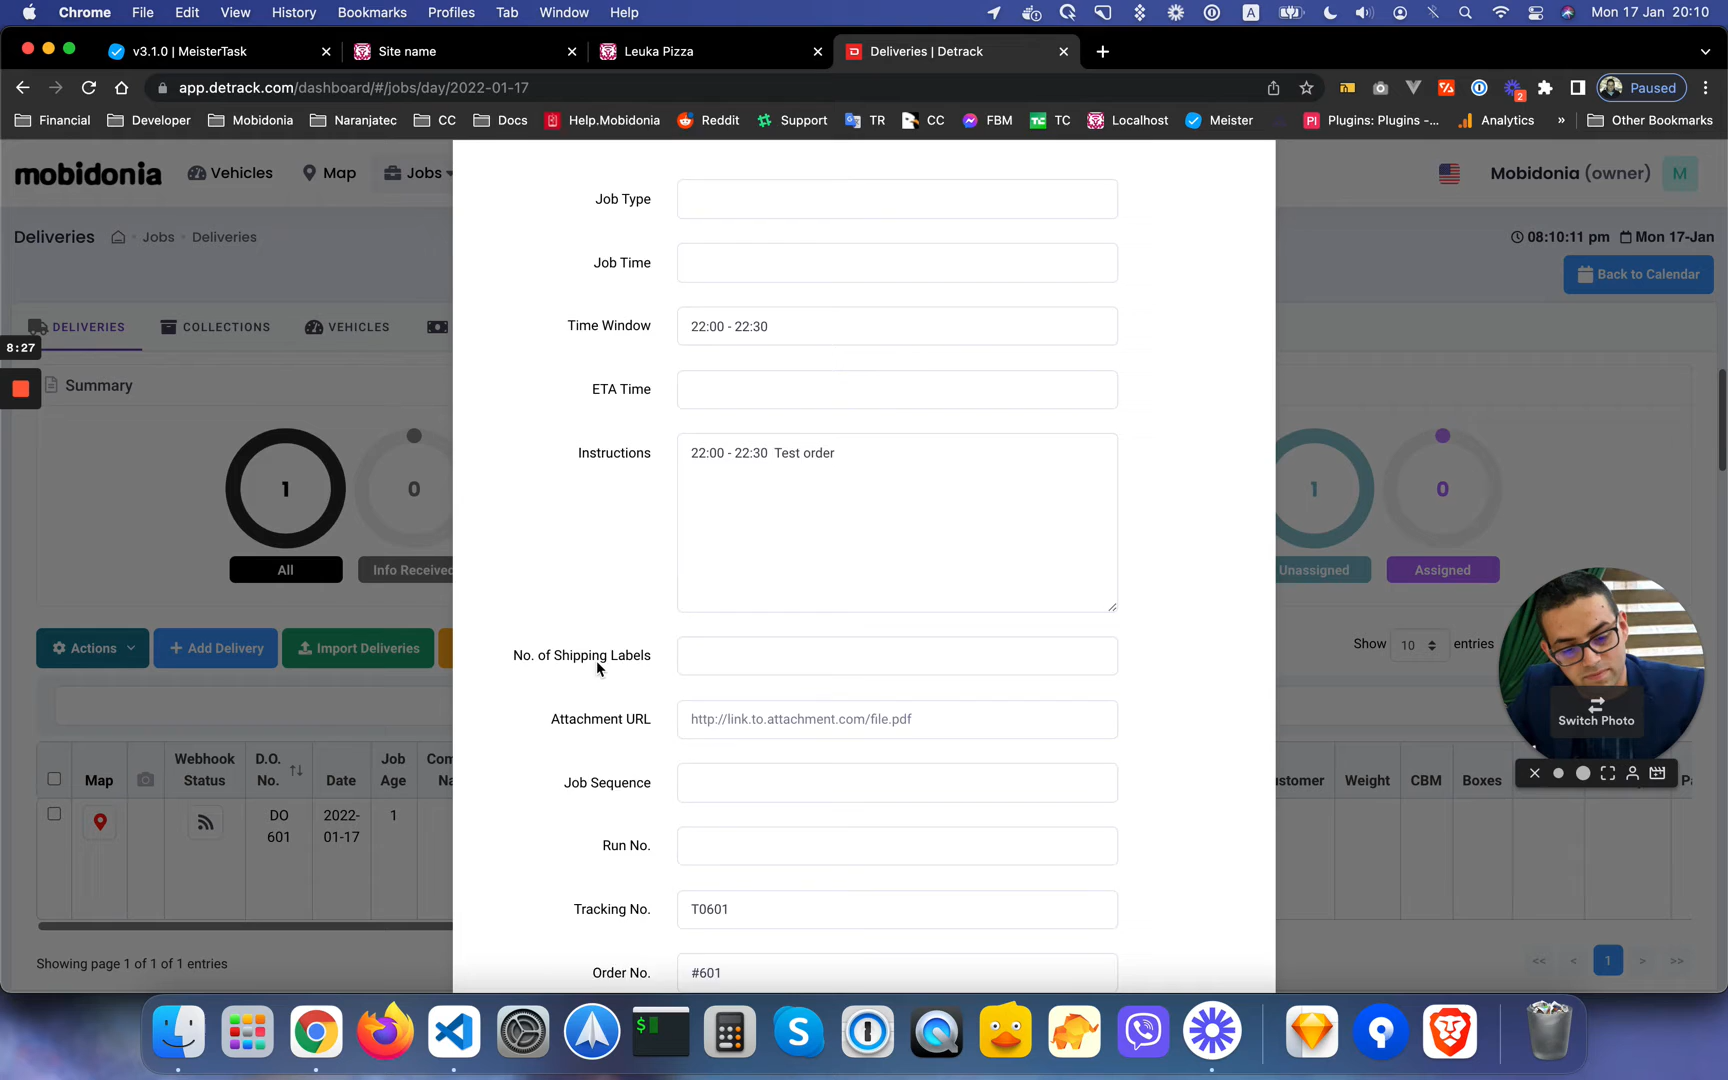 Chrome File Edit View History Bookmarks Profiles Tab Window Help Mon 17 Jan 20:10
v3.1.0 | MeisterTask Site name Leuka Pizza Deliveries | Detrack
app.detrack.com/dashboard/#/jobs/day/2022-01-17 2 Paused
Financial Developer Mobidonia Naranjatec CC Docs Help.Mobidonia Reddit Support TR CC FBM TC Localhost Meister Plugins: Plugins -... Analytics » Other Bookmarks
mobidonia Vehicles Map Jobs Mobidonia (owner) M
Deliveries Jobs Deliveries 08:10:11 pm Mon 17-Jan
Back to Calendar
DELIVERIES COLLECTIONS VEHICLES
8:27
Summary
1 0 1 0
All Info Received Unassigned Assigned
Actions Add Delivery Import Deliveries Show 10 entries
Job Type
Job Time
Time Window 22:00 - 22:30
ETA Time
Instructions 22:00 - 22:30 Test order
No. of Shipping Labels
Attachment URL http://link.to.attachment.com/file.pdf
Job Sequence
Run No.
Tracking No. T0601
Order No. #601
Switch Photo
Map Webhook Status D.O. No. Date Job Age Weight CBM Boxes
DO 601 2022-01-17 1
Showing page 1 of 1 of 1 entries << < 1 > >>